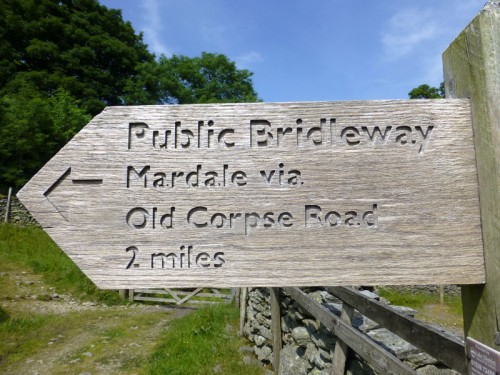 Public Bridleway
Mardale via.
Old Corpse Road
2 miles